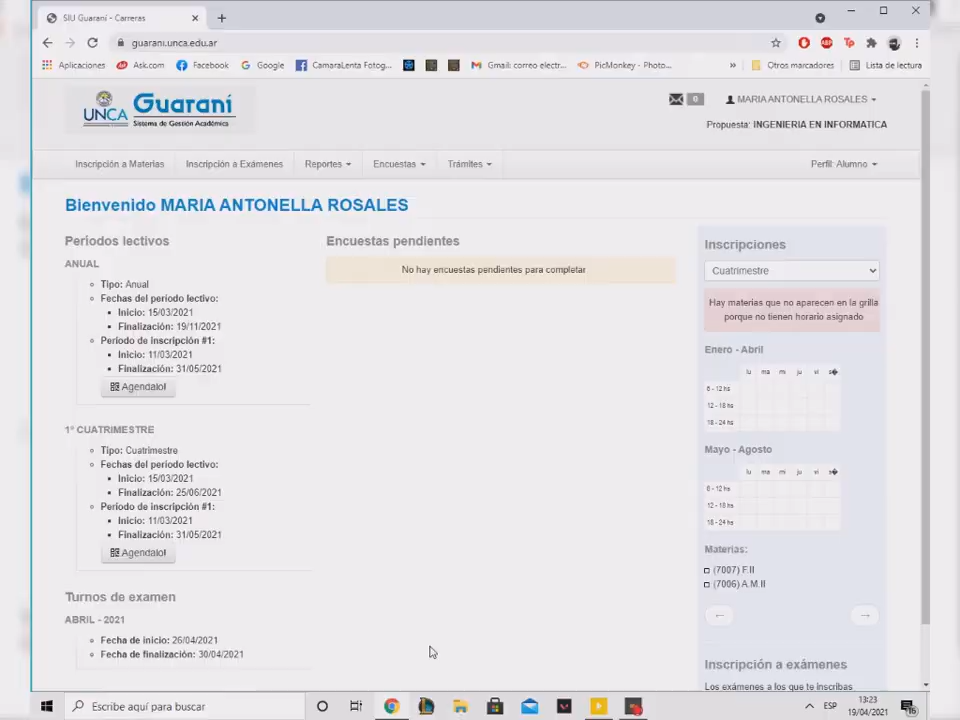 SIU Guaraní - Carreras
guarani.unca.edu.ar
Aplicaciones
Ask.com
Facebook
Google
CamaraLenta Fotog...
Gmail: correo electr...
PicMonkey - Photo...
Otros marcadores
Lista de lectura
UNCA Guaraní
Sistema de Gestión Académica
0
MARIA ANTONELLA ROSALES
Propuesta: INGENIERIA EN INFORMATICA
Inscripción a Materias
Inscripción a Exámenes
Reportes
Encuestas
Trámites
Perfil: Alumno
Bienvenido MARIA ANTONELLA ROSALES
Periodos lectivos
ANUAL
Tipo: Anual
Fechas del período lectivo:
Inicio: 15/03/2021
Finalización: 19/11/2021
Período de inscripción #1:
Inicio: 11/03/2021
Finalización: 31/05/2021
Agendalo!
1º CUATRIMESTRE
Tipo: Cuatrimestre
Fechas del período lectivo:
Inicio: 15/03/2021
Finalización: 25/06/2021
Período de inscripción #1:
Inicio: 11/03/2021
Finalización: 31/05/2021
Agendalo!
Turnos de examen
ABRIL - 2021
Fecha de inicio: 26/04/2021
Fecha de finalización: 30/04/2021
Encuestas pendientes
No hay encuestas pendientes para completar
Inscripciones
Cuatrimestre
Hay materias que no aparecen en la grilla
porque no tienen horario asignado
Enero - Abril
lu ma mi ju vi s�
6 - 12 hs
12 - 18 hs
18 - 24 hs
Mayo - Agosto
lu ma mi ju vi s�
6 - 12 hs
12 - 18 hs
18 - 24 hs
Materias:
(7007) F.II
(7006) A.M.II
Inscripción a exámenes
Los exámenes a los que te inscribas
Escribe aquí para buscar
ESP
13:23
19/04/2021
16